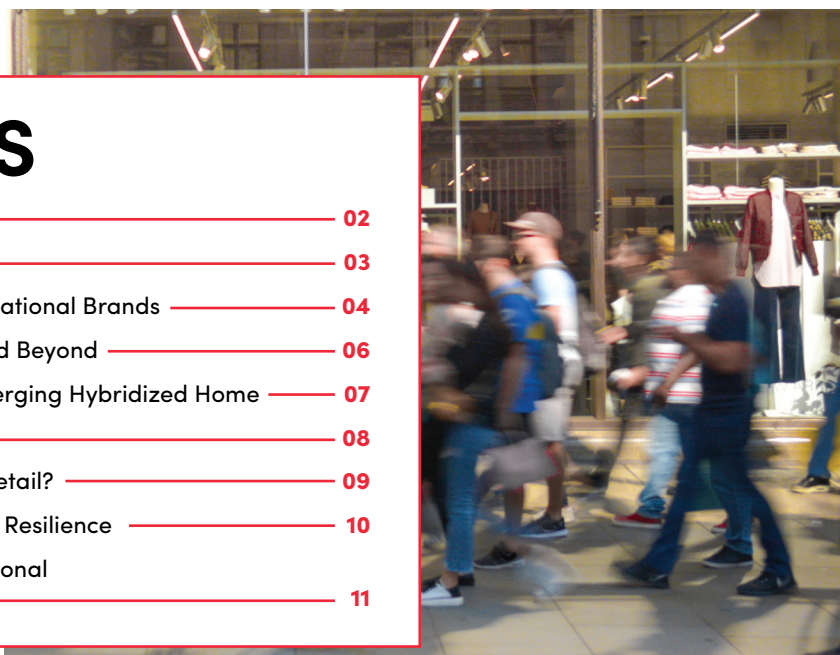 S
02
03
ational Brands 04
d Beyond 06
erging Hybridized Home 07
08
etail? 09
Resilience 10
onal
11